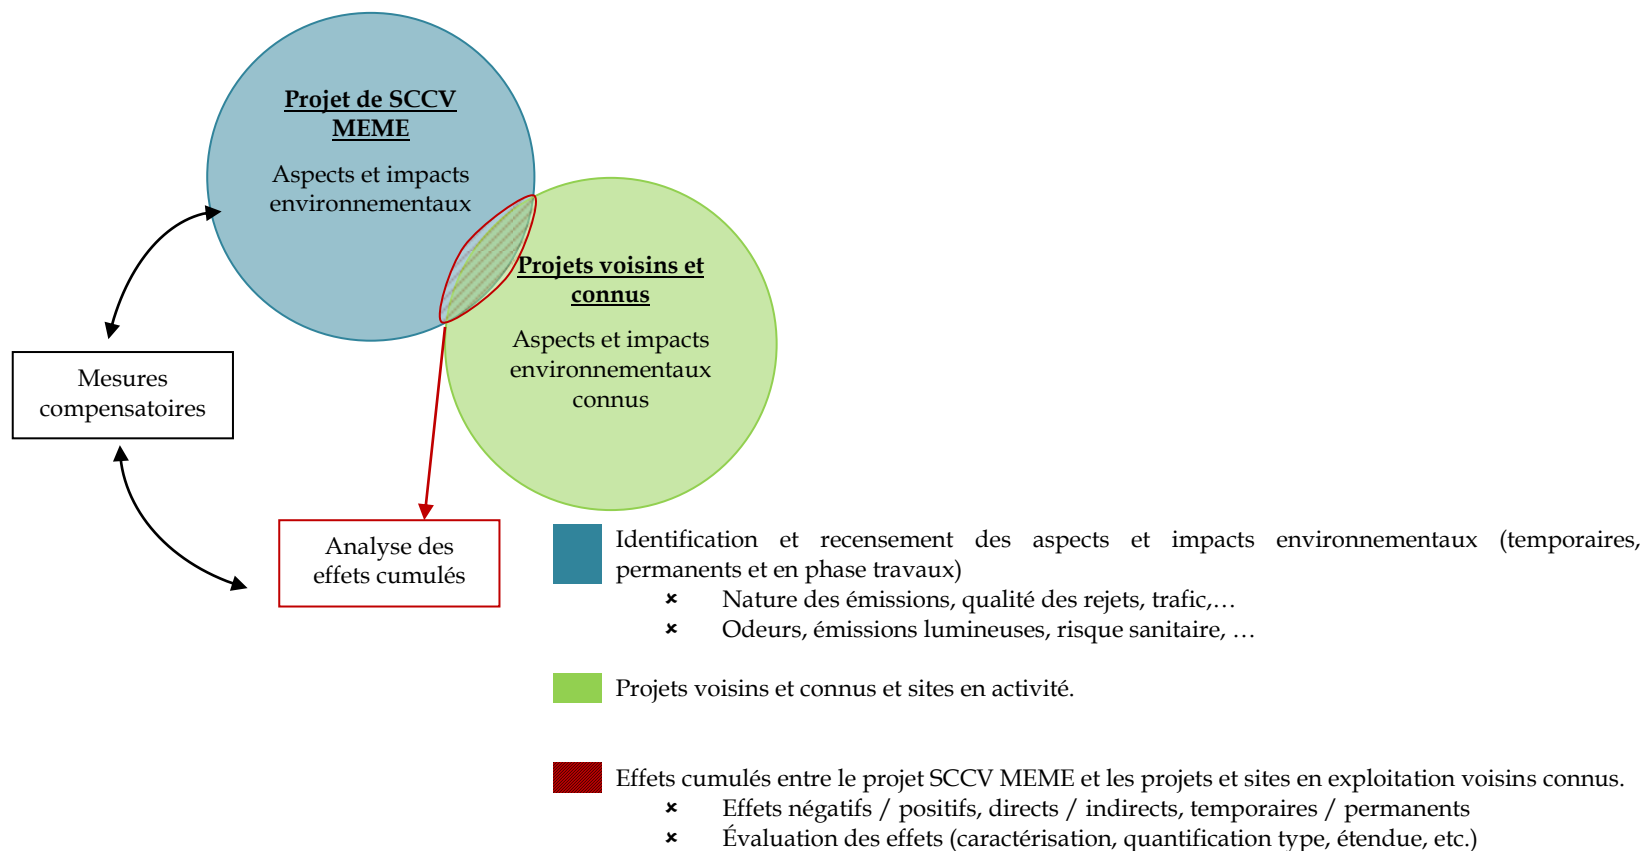 Projet de SCCV
MEME
Aspects et impacts
environnementaux
Projets voisins et
connus
Aspects et impacts
environnementaux
connus
Mesures
compensatoires
Analyse des
effets cumulés
Identification et recensement des aspects et impacts environnementaux (temporaires,
permanents et en phase travaux)
× Nature des émissions, qualité des rejets, trafic,…
× Odeurs, émissions lumineuses, risque sanitaire, …
Projets voisins et connus et sites en activité.
Effets cumulés entre le projet SCCV MEME et les projets et sites en exploitation voisins connus.
× Effets négatifs / positifs, directs / indirects, temporaires / permanents
× Évaluation des effets (caractérisation, quantification type, étendue, etc.)